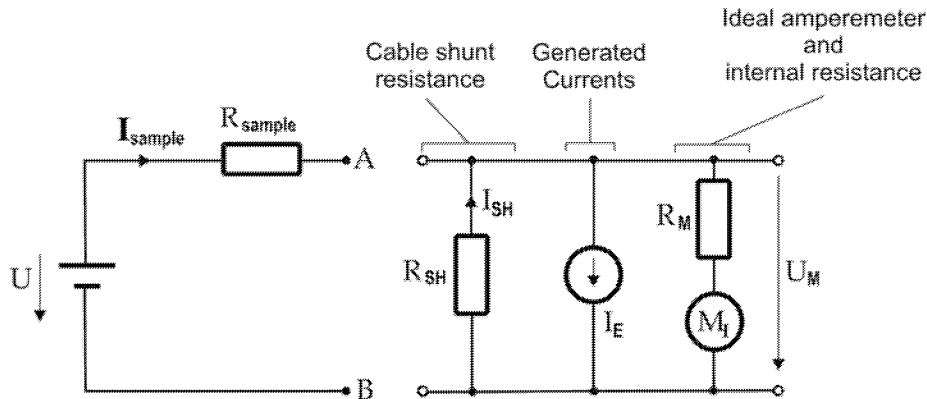 Cable shunt
resistance
Generated
Currents
Ideal amperemeter
and
internal resistance
I_sample
R_sample
A
U
B
I_SH
R_SH
I_E
R_M
M_I
U_M